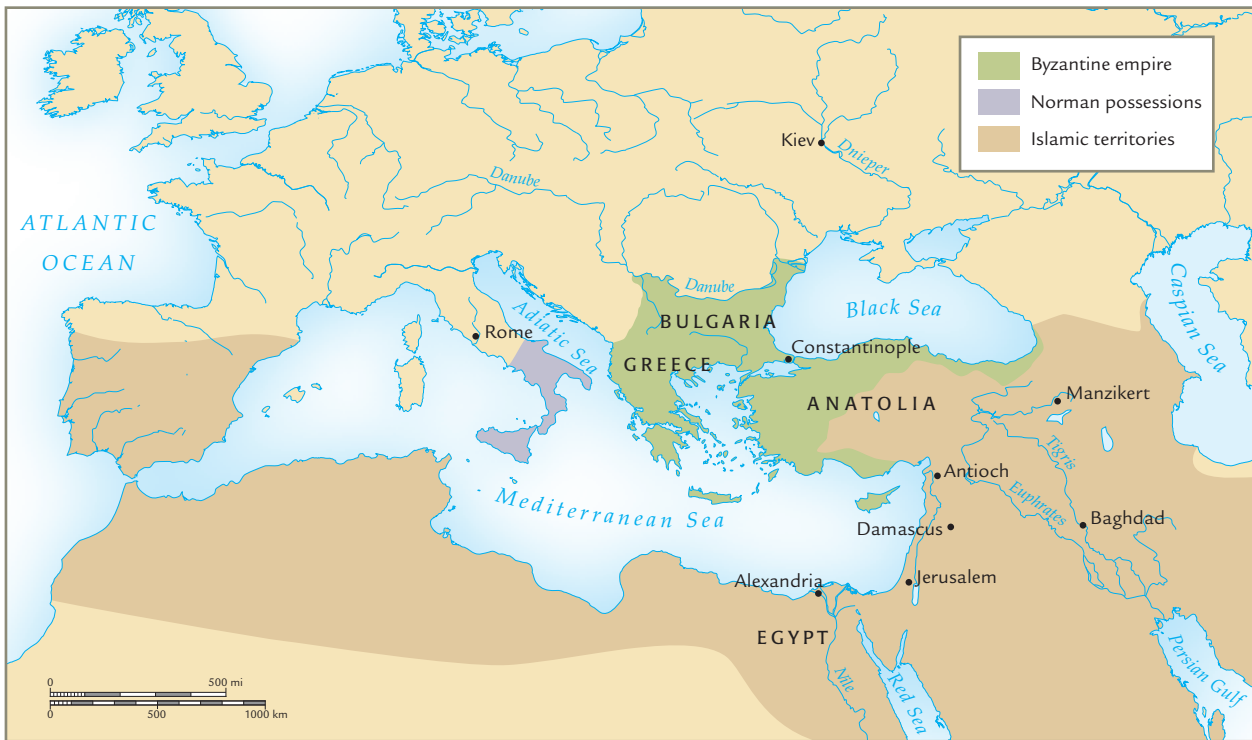 Byzantine empire
Norman possessions
Islamic territories
Kiev
Dnieper
Danube
ATLANTIC
OCEAN
Caspian Sea
Danube
Black Sea
BULGARIA
Adiatic Sea
Rome
Constantinople
GREECE
ANATOLIA
Manzikert
Tigris
Antioch
Euphrates
Mediterranean Sea
Damascus
Baghdad
Alexandria
Jerusalem
EGYPT
Nile
Red Sea
Persian Gulf
0 500 mi
0 500 1000 km